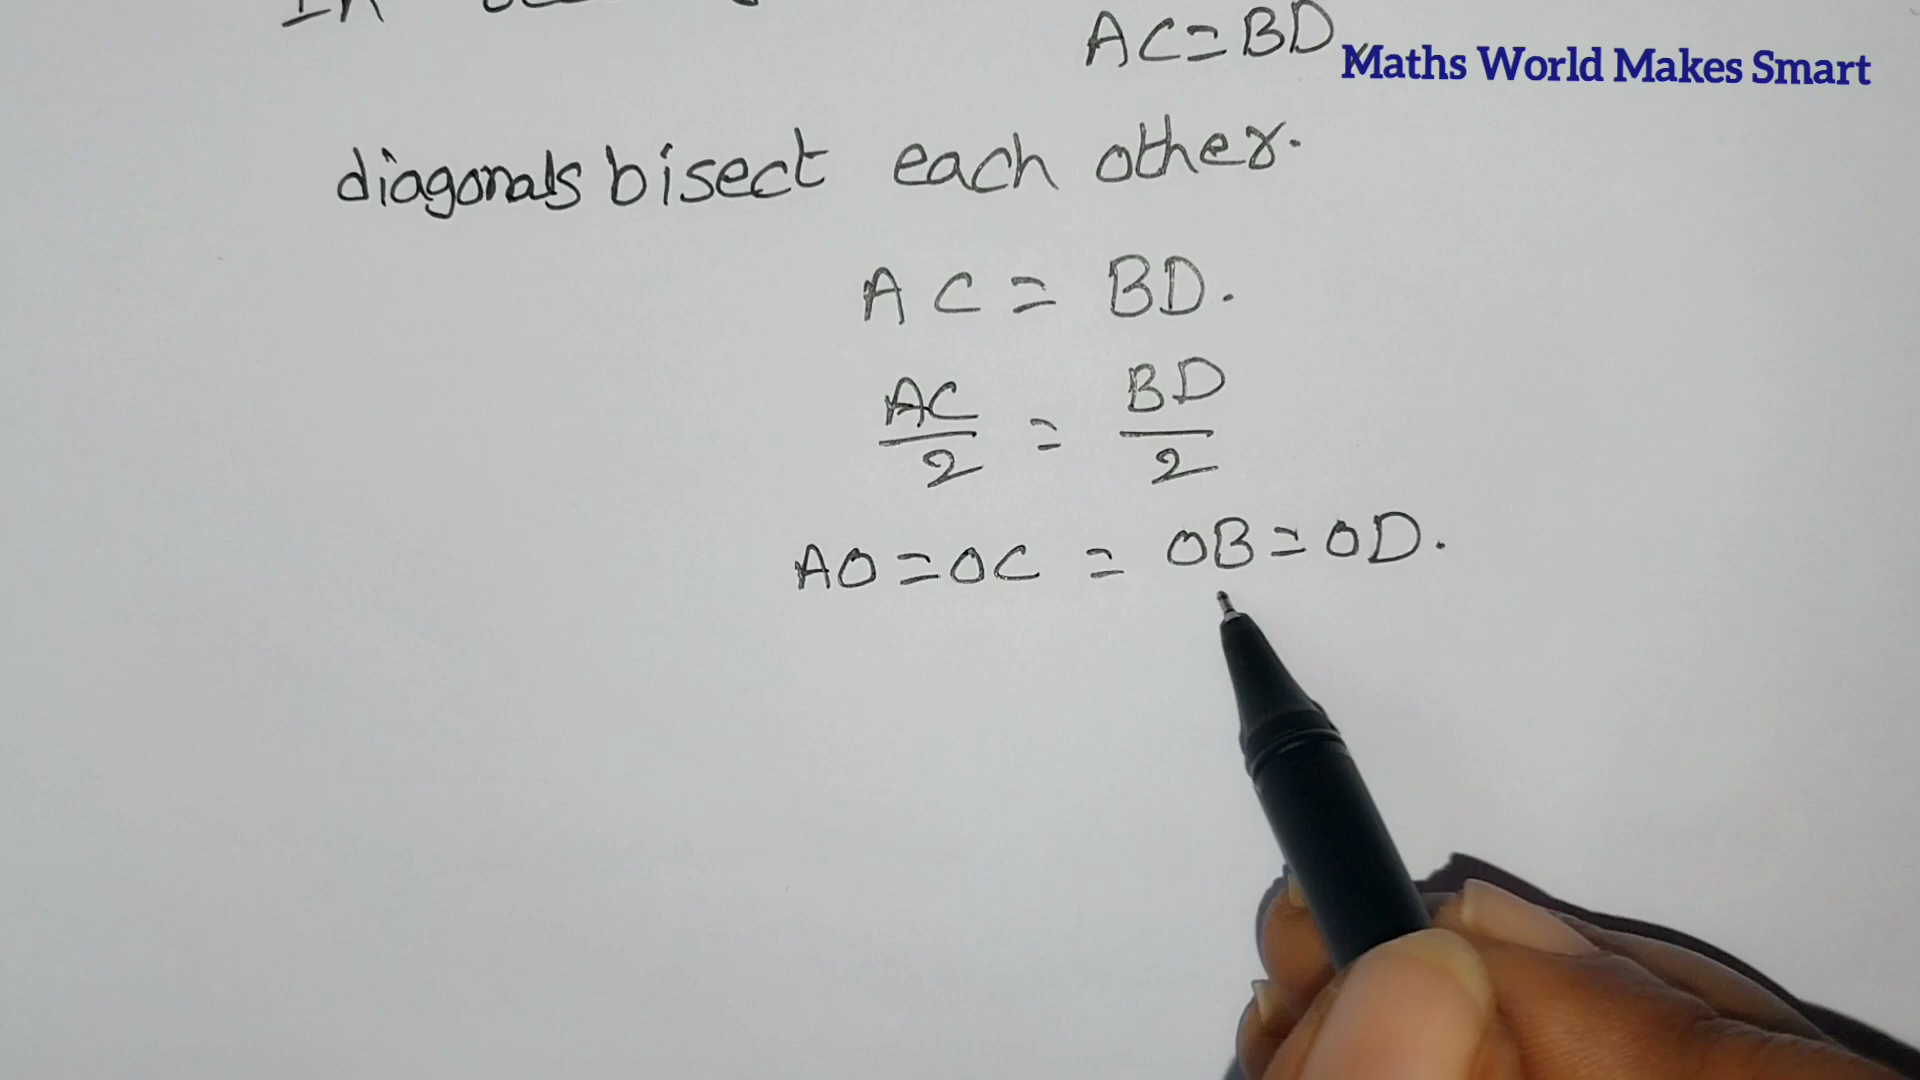 AC=BD
Maths World Makes Smart
diagonals bisect each other.
AC = BD.
AC/2 = BD/2
AO=OC = OB=OD.